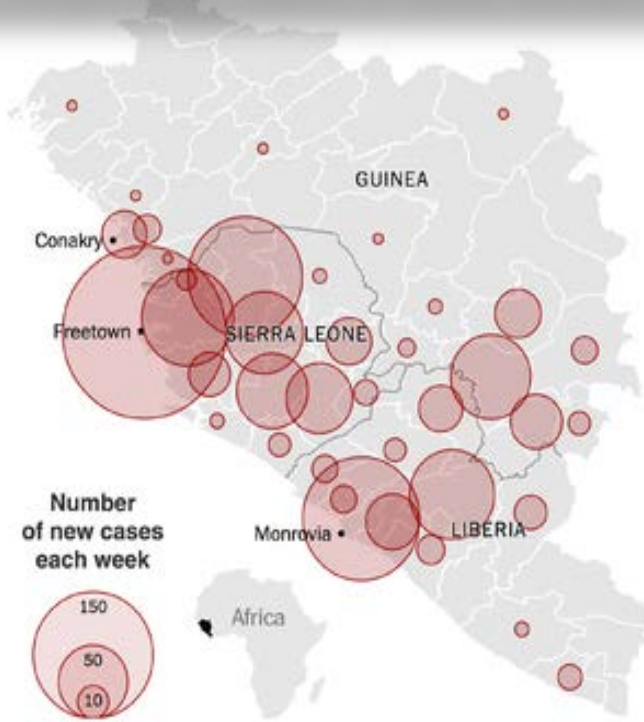 GUINEA
Conakry
Freetown
SIERRA LEONE
Number
of new cases
each week
Monrovia
LIBERIA
150
50
10
Africa